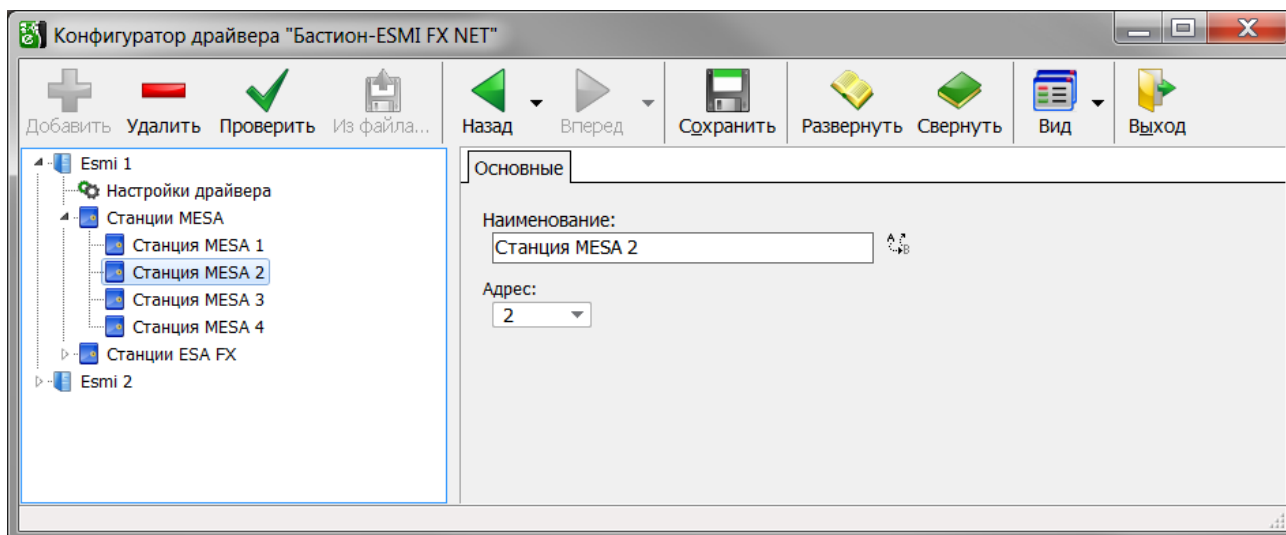 Конфигуратор драйвера "Бастион-ESMI FX NET"
Добавить Удалить Проверить Из файла... Назад Вперед Сохранить Развернуть Свернуть Вид Выход
Esmi 1
Настройки драйвера
Станции MESA
Станция MESA 1
Станция MESA 2
Станция MESA 3
Станция MESA 4
Станции ESA FX
Esmi 2
Основные
Наименование:
Станция MESA 2
Адрес:
2